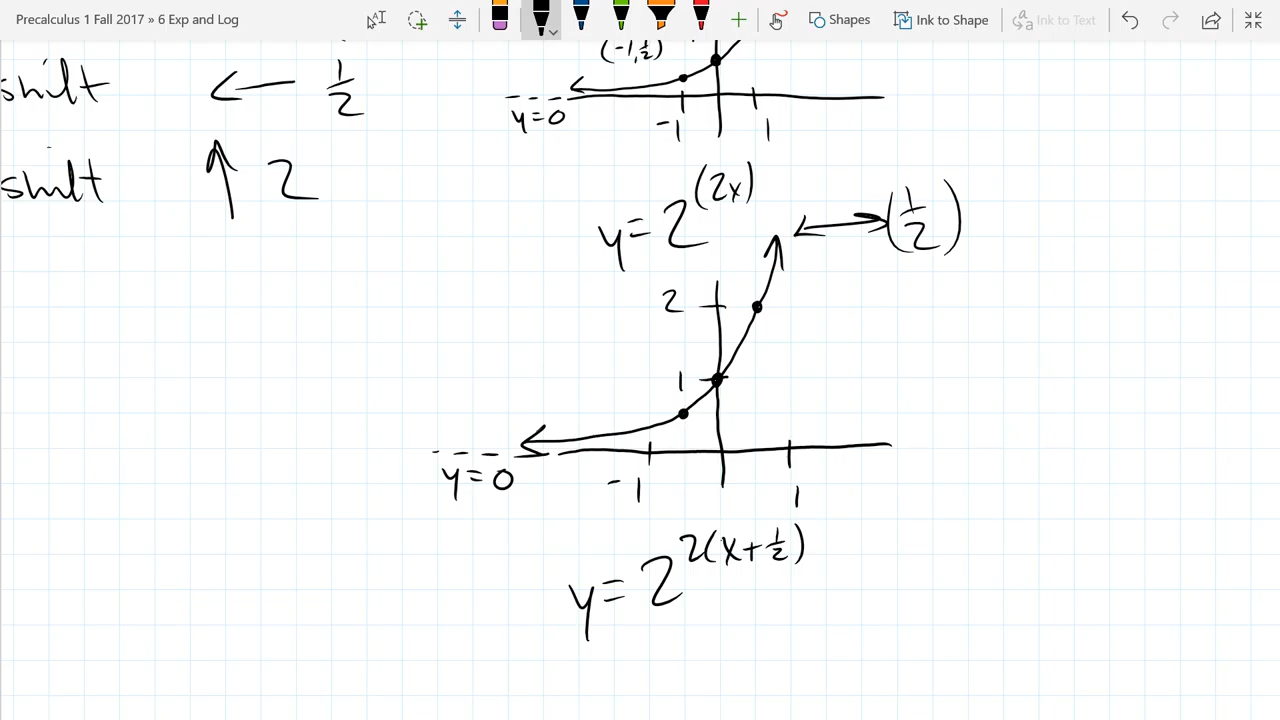 Precalculus 1 Fall 2017 » 6 Exp and Log
Shapes
Ink to Shape
Ink to Text
shift ← 1/2
shift ↑ 2
(-1, 1/2)
y=0
-1 1
y=2^(2x)
↔ (1/2)
2
1
y=0
-1
1
y=2^2(x+1/2)